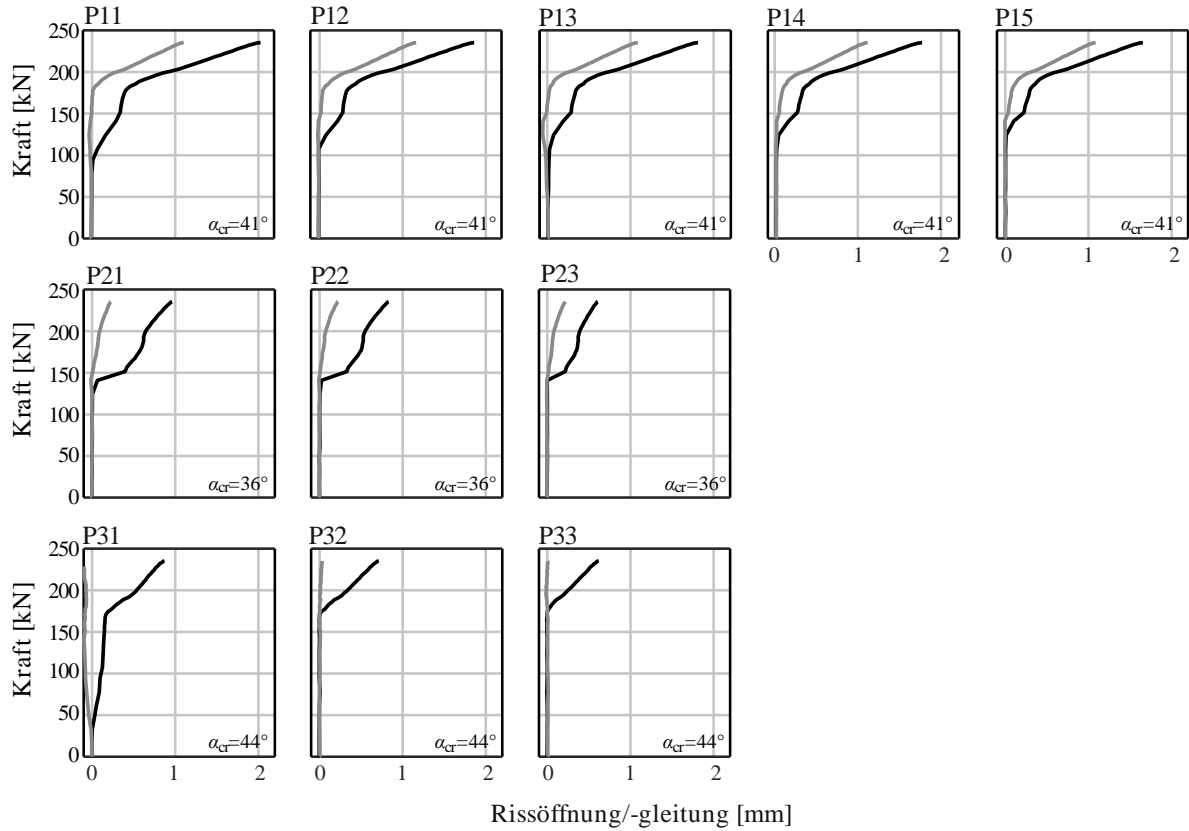 P11 P12 P13 P14 P15
250
200
150
100
50
0
Kraft [kN]
αcr=41° αcr=41° αcr=41° αcr=41° αcr=41°
0 1 2 0 1 2
P21 P22 P23
250
200
150
100
50
0
Kraft [kN]
αcr=36° αcr=36° αcr=36°
P31 P32 P33
250
200
150
100
50
0
Kraft [kN]
αcr=44° αcr=44° αcr=44°
0 1 2 0 1 2 0 1 2
Rissöffnung/-gleitung [mm]